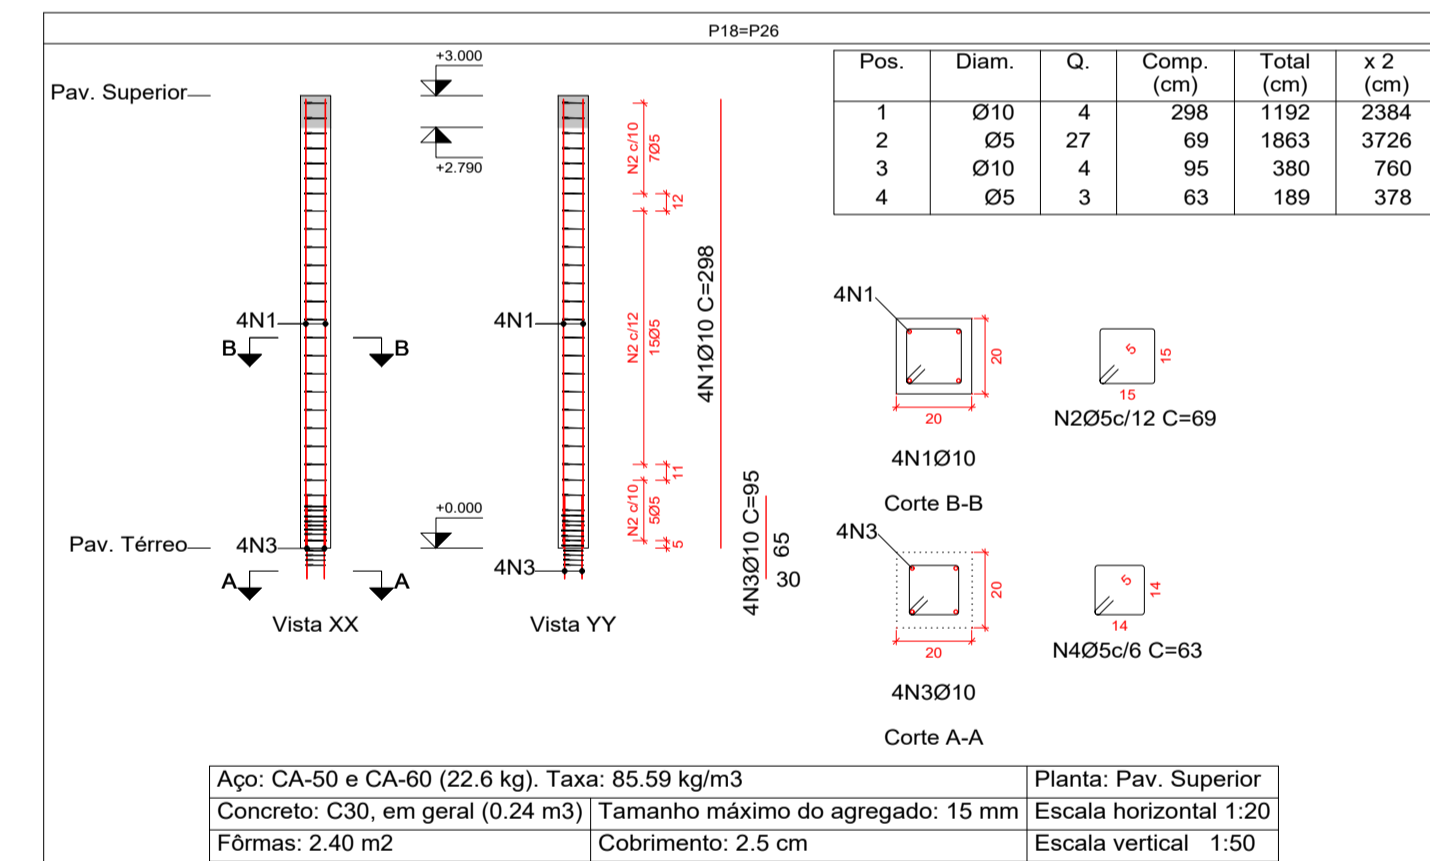 P18=P26
Pav. Superior
+3.000
+2.790
4N1
B B
4N1
+0.000
Pav. Térreo
4N3
A A
4N3
Vista XX
Vista YY
N2 c/10
7Ø5
12
N2 c/12
15Ø5
11
N2 c/10
5Ø5
5
4N1Ø10 C=298
4N3Ø10 C=95
65
30
Pos. Diam. Q. Comp. (cm) Total (cm) x 2 (cm)
1 Ø10 4 298 1192 2384
2 Ø5 27 69 1863 3726
3 Ø10 4 95 380 760
4 Ø5 3 63 189 378
4N1
20
20
4N1Ø10
Corte B-B
5
15
15
N2Ø5c/12 C=69
4N3
20
20
4N3Ø10
Corte A-A
5
14
14
N4Ø5c/6 C=63
Aço: CA-50 e CA-60 (22.6 kg). Taxa: 85.59 kg/m3 Planta: Pav. Superior
Concreto: C30, em geral (0.24 m3) Tamanho máximo do agregado: 15 mm Escala horizontal 1:20
Fôrmas: 2.40 m2 Cobrimento: 2.5 cm Escala vertical 1:50